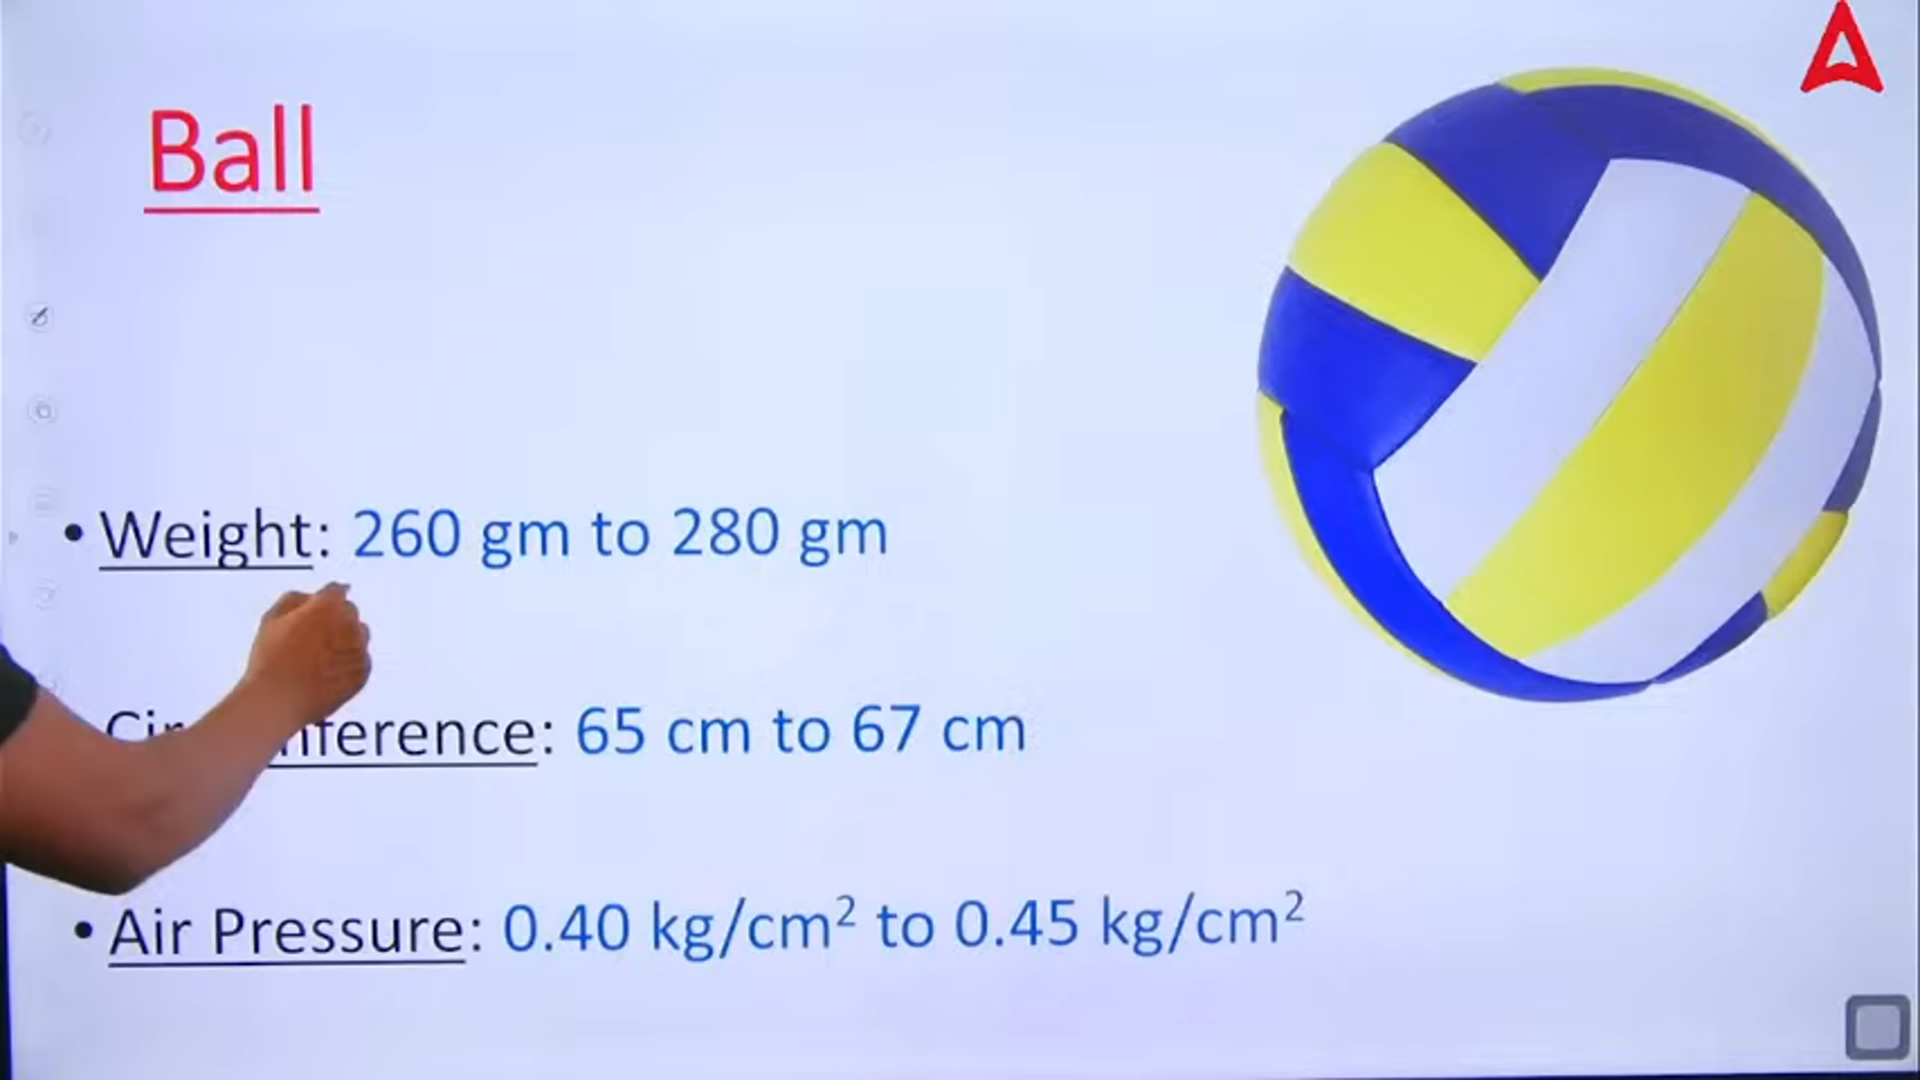 Ball
• Weight: 260 gm to 280 gm
: 65 cm to 67 cm
• Air Pressure: 0.40 kg/cm² to 0.45 kg/cm²